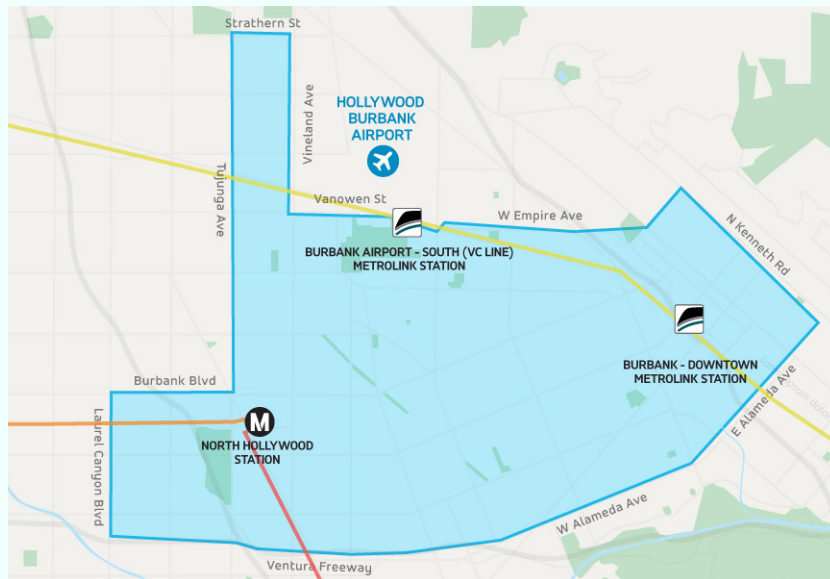 Strathern St
Vineland Ave
HOLLYWOOD
BURBANK
AIRPORT
Tujunga Ave
Vanowen St
W Empire Ave
N Kenneth Rd
BURBANK AIRPORT - SOUTH (VC LINE)
METROLINK STATION
BURBANK - DOWNTOWN
METROLINK STATION
Burbank Blvd
Laurel Canyon Blvd
M
NORTH HOLLYWOOD
STATION
E Alameda Ave
W Alameda Ave
Ventura Freeway